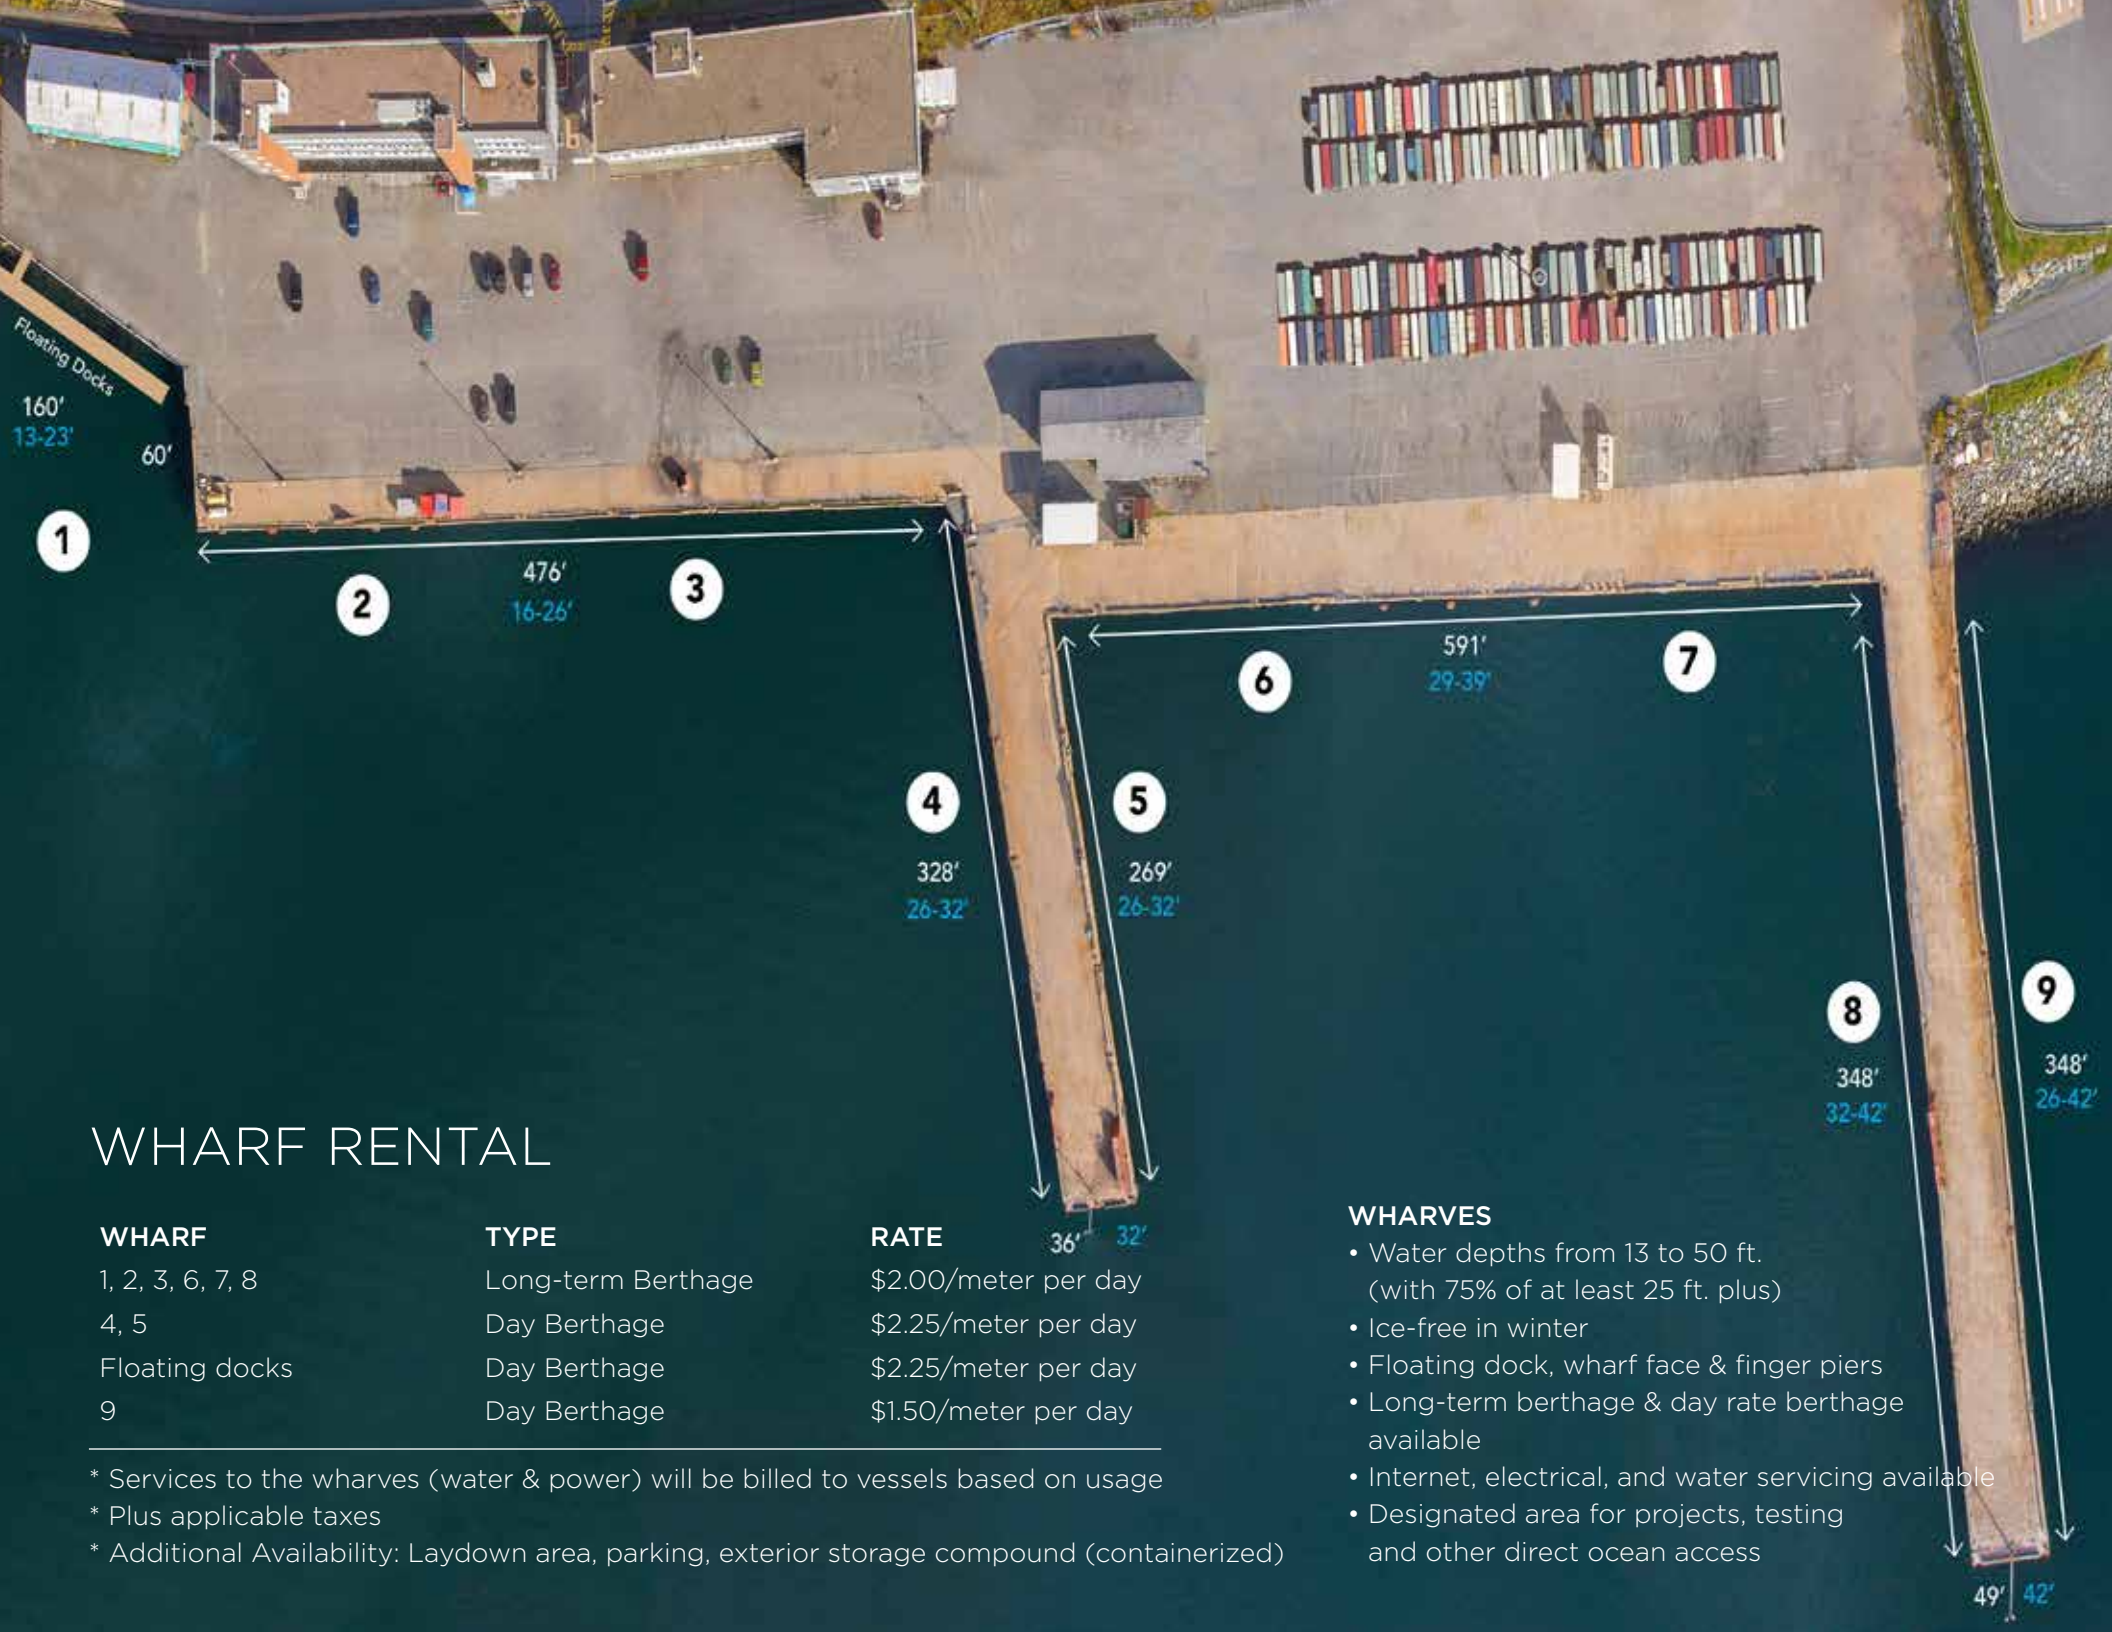 Floating Docks
160′
13-23′
60′
1
2
476′
16-26′
3
4
328′
26-32′
5
269′
26-32′
6
591′
29-39′
7
8
348′
32-42′
9
348′
26-42′
36′ 32′
49′ 42′
WHARF RENTAL
WHARF TYPE RATE
1, 2, 3, 6, 7, 8 Long-term Berthage $2.00/meter per day
4, 5 Day Berthage $2.25/meter per day
Floating docks Day Berthage $2.25/meter per day
9 Day Berthage $1.50/meter per day
* Services to the wharves (water & power) will be billed to vessels based on usage
* Plus applicable taxes
* Additional Availability: Laydown area, parking, exterior storage compound (containerized)
WHARVES
• Water depths from 13 to 50 ft.
(with 75% of at least 25 ft. plus)
• Ice-free in winter
• Floating dock, wharf face & finger piers
• Long-term berthage & day rate berthage
available
• Internet, electrical, and water servicing available
• Designated area for projects, testing
and other direct ocean access